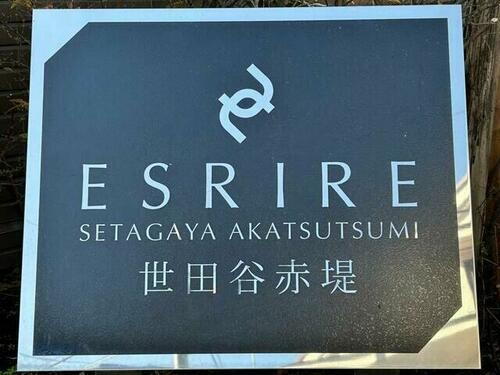 ESRIRE
SETAGAYA AKATSUTSUMI
世田谷赤堤